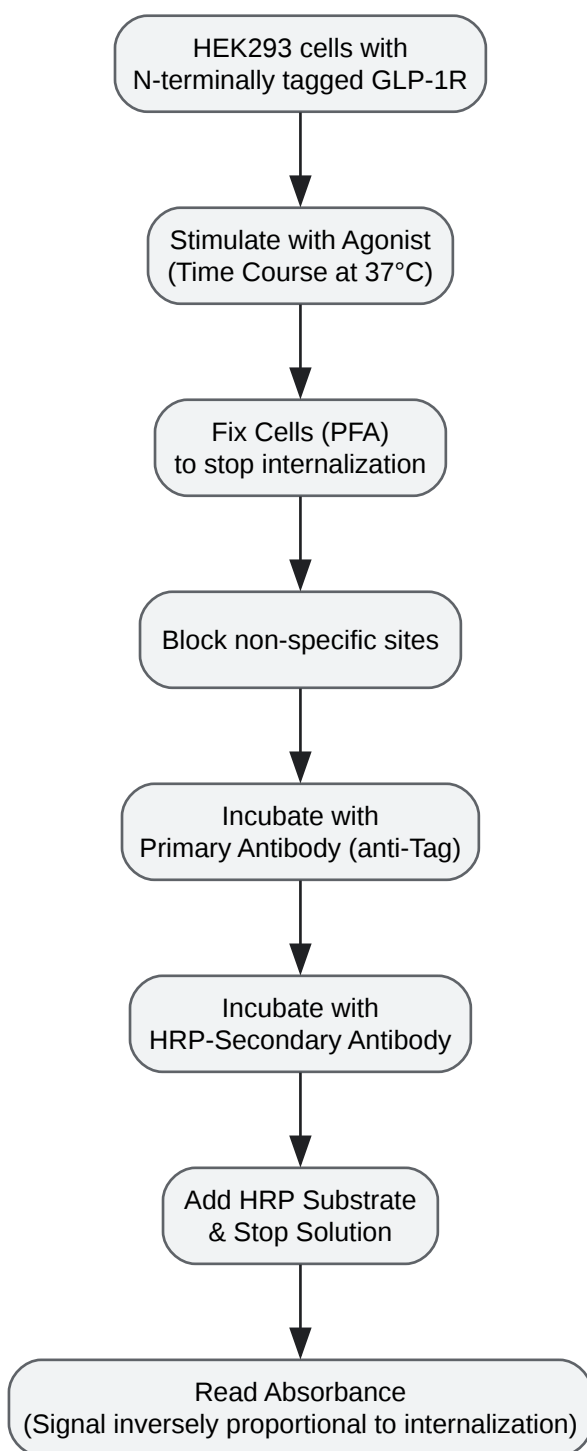 HEK293 cells with
N-terminally tagged GLP-1R
Stimulate with Agonist
(Time Course at 37°C)
Fix Cells (PFA)
to stop internalization
Block non-specific sites
Incubate with
Primary Antibody (anti-Tag)
Incubate with
HRP-Secondary Antibody
Add HRP Substrate
& Stop Solution
Read Absorbance
(Signal inversely proportional to internalization)